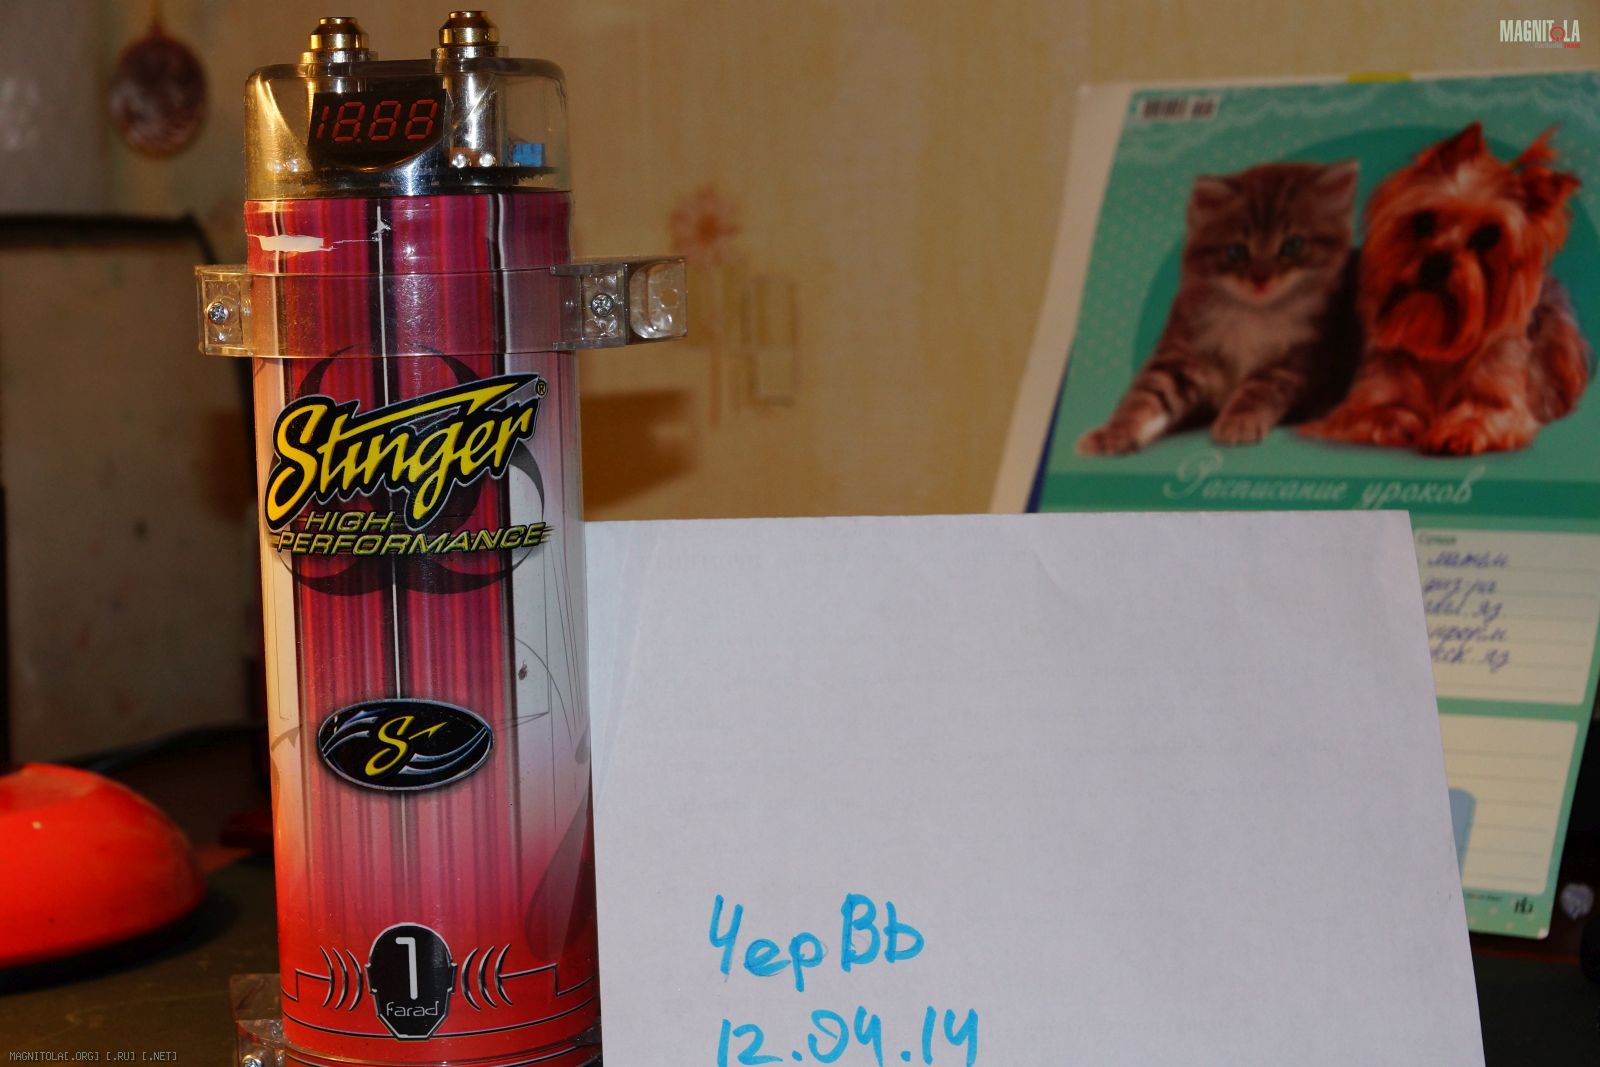 MAGNITOLA
18.88
Stinger®
HIGH
PERFORMANCE
S
1
Farad
ЧерВь
12.04.14
Расписание уроков
MAGNITOLA[.ORG] [.RU] [.NET]